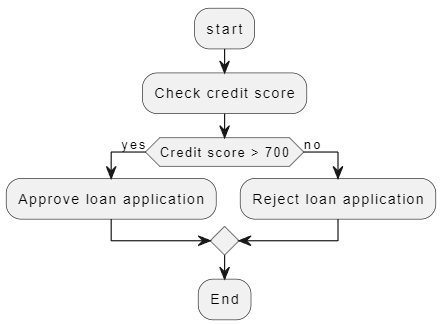 start
Check credit score
yes
Credit score > 700
no
Approve loan application
Reject loan application
End